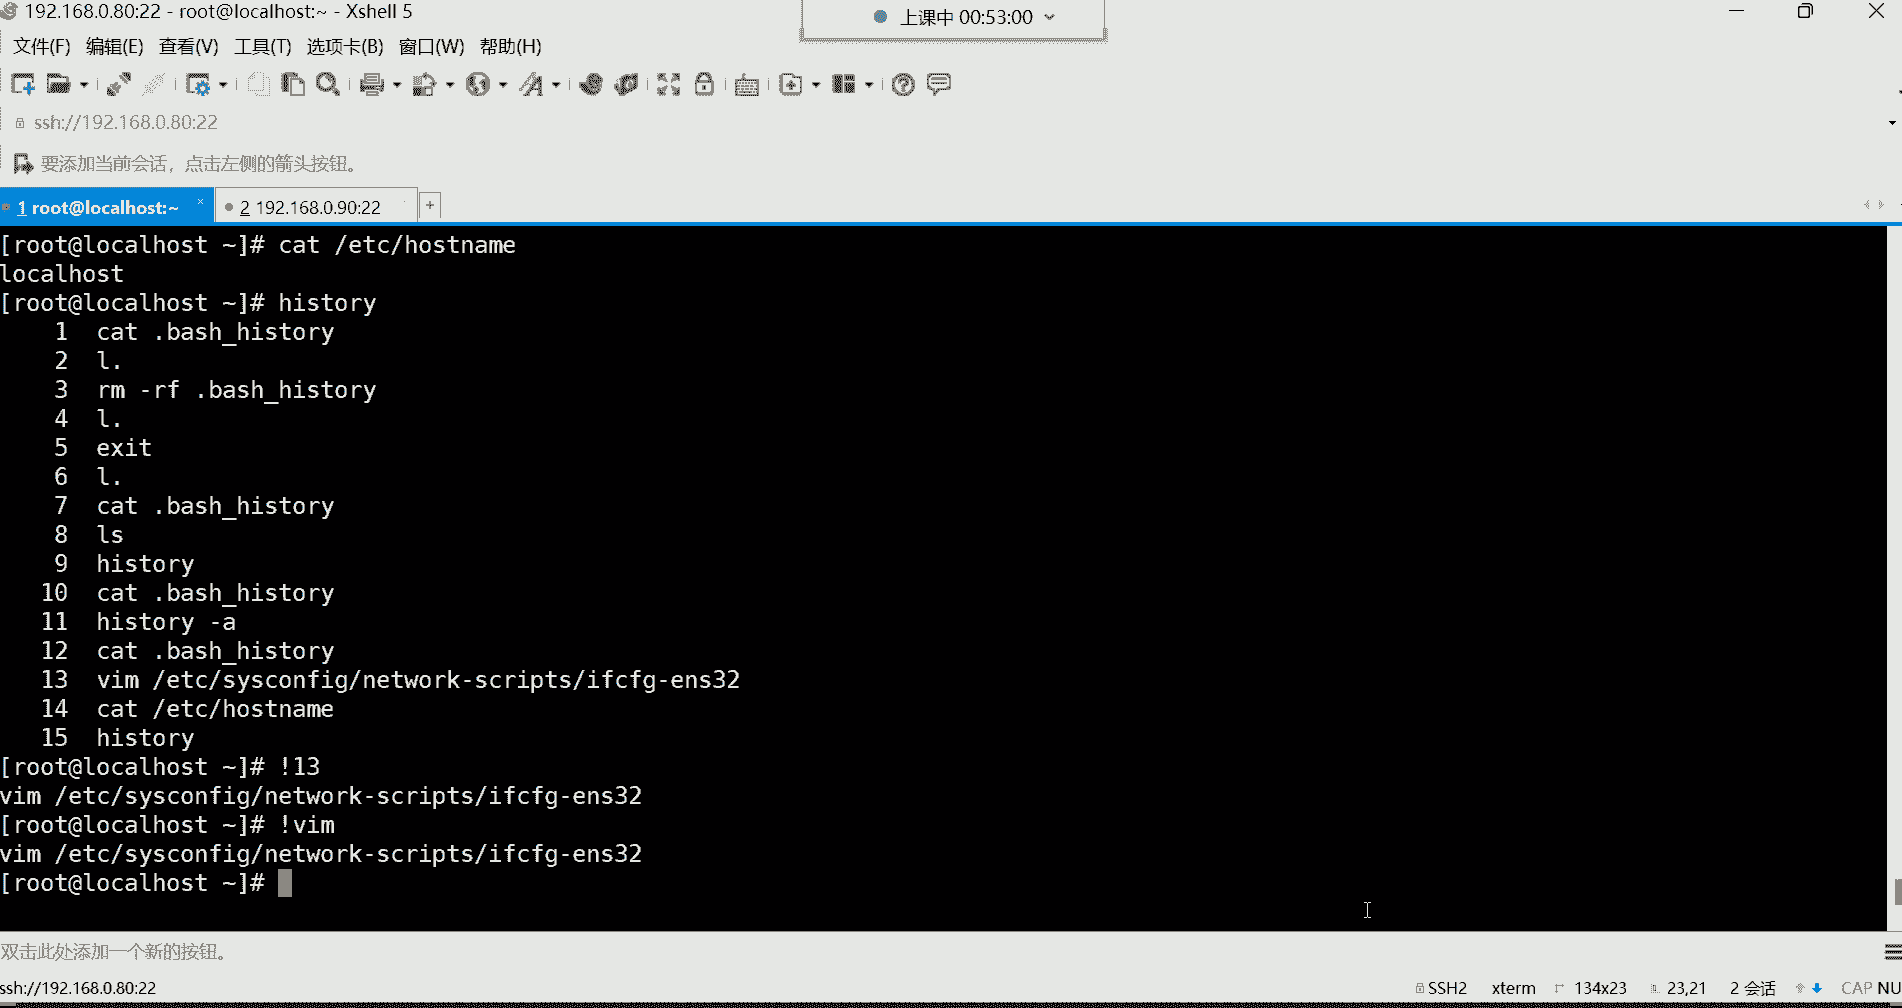 192.168.0.80:22 - root@localhost:~ - Xshell 5
上课中 00:53:00
文件(F) 编辑(E) 查看(V) 工具(T) 选项卡(B) 窗口(W) 帮助(H)
ssh://192.168.0.80:22
要添加当前会话，点击左侧的箭头按钮。
1 root@localhost:~ × 2 192.168.0.90:22 +
[root@localhost ~]# cat /etc/hostname
localhost
[root@localhost ~]# history
1 cat .bash_history
2 l.
3 rm -rf .bash_history
4 l.
5 exit
6 l.
7 cat .bash_history
8 ls
9 history
10 cat .bash_history
11 history -a
12 cat .bash_history
13 vim /etc/sysconfig/network-scripts/ifcfg-ens32
14 cat /etc/hostname
15 history
[root@localhost ~]# !13
vim /etc/sysconfig/network-scripts/ifcfg-ens32
[root@localhost ~]# !vim
vim /etc/sysconfig/network-scripts/ifcfg-ens32
[root@localhost ~]#
双击此处添加一个新的按钮。
ssh://192.168.0.80:22 SSH2 xterm 134x23 23,21 2 会话 CAP NU